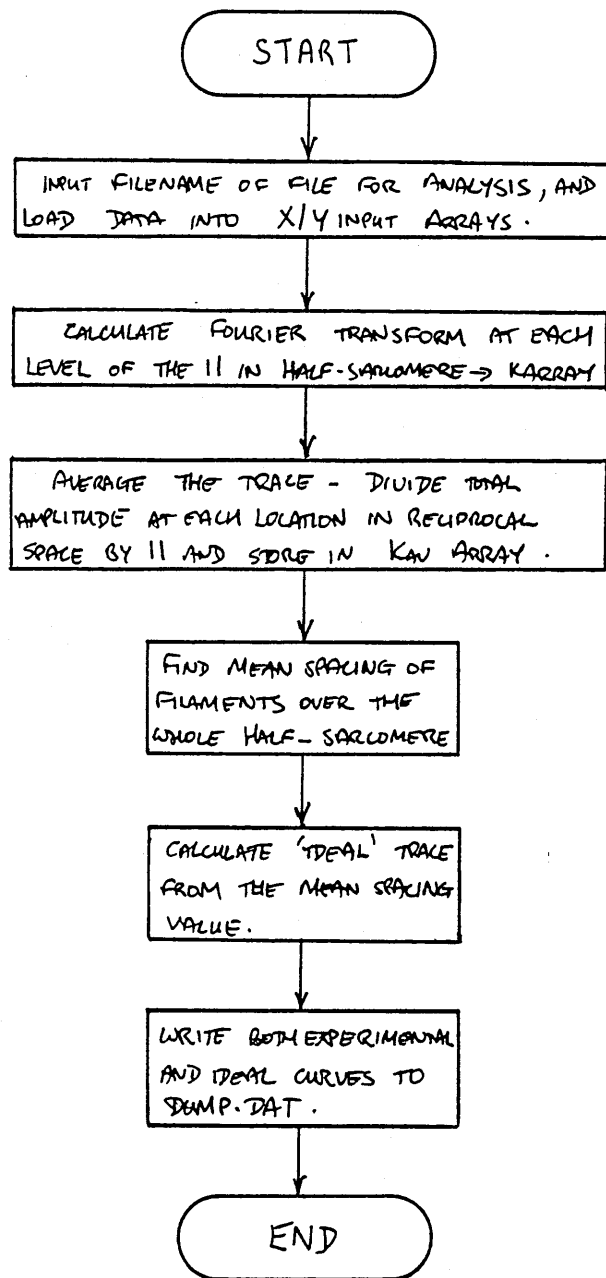 START
INPUT FILENAME OF FILE FOR ANALYSIS, AND
LOAD DATA INTO X/Y INPUT ARRAYS.
CALCULATE FOURIER TRANSFORM AT EACH
LEVEL OF THE 11 IN HALF-SARCOMERE → KARRAY
AVERAGE THE TRACE - DIVIDE TOTAL
AMPLITUDE AT EACH LOCATION IN RECIPROCAL
SPACE BY 11 AND STORE IN KAV ARRAY.
FIND MEAN SPACING OF
FILAMENTS OVER THE
WHOLE HALF-SARCOMERE
CALCULATE 'IDEAL' TRACE
FROM THE MEAN SPACING
VALUE.
WRITE BOTH EXPERIMENTAL
AND IDEAL CURVES TO
DUMP.DAT.
END